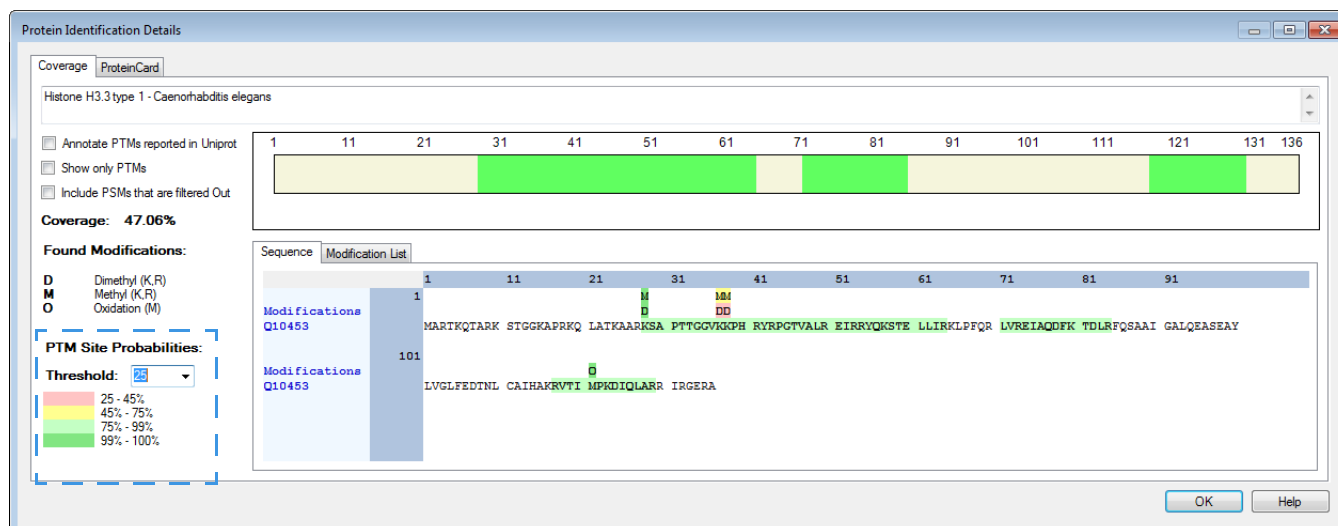 Protein Identification Details
Coverage
ProteinCard
Histone H3.3 type 1 - Caenorhabditis elegans
Annotate PTMs reported in Uniprot
Show only PTMs
Include PSMs that are filtered Out
Coverage: 47.06%
Found Modifications:
D Dimethyl (K,R)
M Methyl (K,R)
O Oxidation (M)
PTM Site Probabilities:
Threshold: 25
25 - 45%
45% - 75%
75% - 99%
99% - 100%
1 11 21 31 41 51 61 71 81 91 101 111 121 131 136
Sequence
Modification List
1 11 21 31 41 51 61 71 81 91
1 M MM
Modifications D DD
Q10453 MARTKQTARK STGGKAPRKQ LATKAARKSA PTTGGVKKPH RYRPGTVALR EIRRYQKSTE LLIRKLPFQR LVREIAQDFK TDLRFQSAAI GALQEASEAY
101
Modifications O
Q10453 LVGLFEDTNL CAIHAKRVTI MPKDIQLARR IRGERA
OK
Help